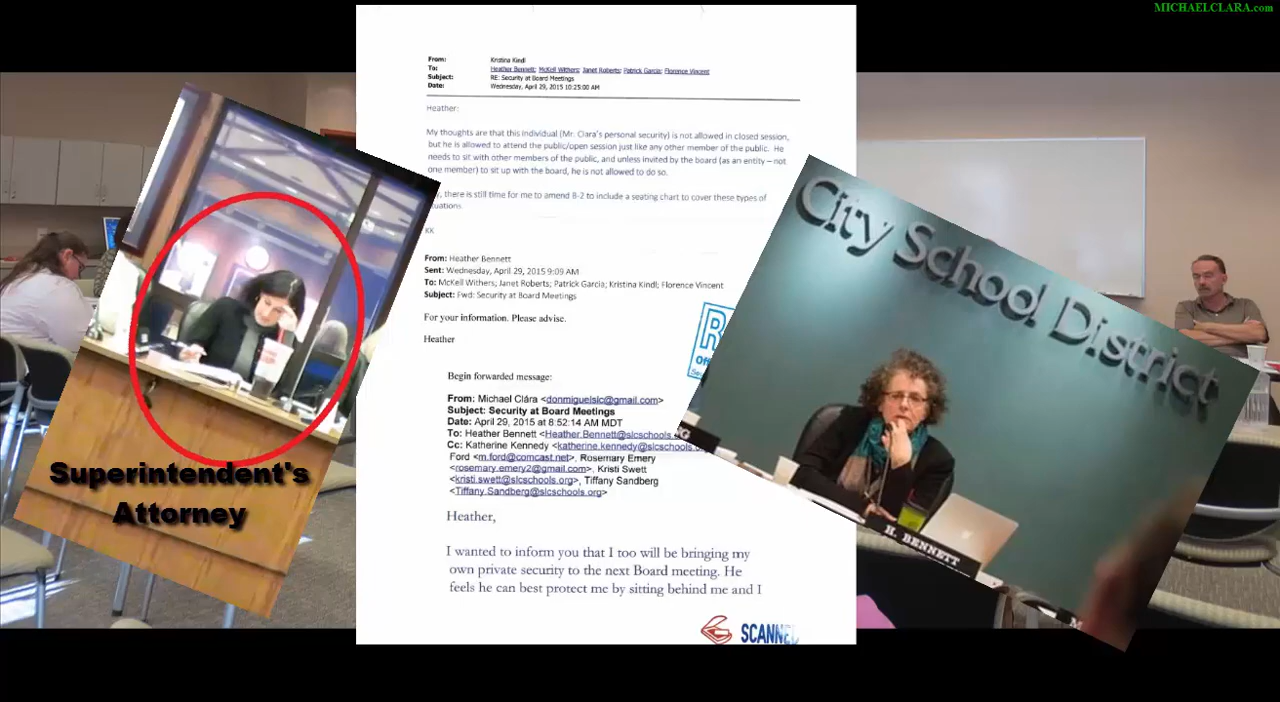 MICHAELCLARA.com
From: Kristina Kindl
To: Heather Bennett; McKell Withers; Janet Roberts; Patrick Garcia; Florence Vincent
Subject: RE: Security at Board Meetings
Date: Wednesday, April 29, 2015 10:25:00 AM
Heather:
My thoughts are that this individual (Mr. Clara's personal security) is not allowed in closed session,
but he is allowed to attend the public/open session just like any other member of the public. He
needs to sit with other members of the public, and unless invited by the board (as an entity – not
one member) to sit up with the board, he is not allowed to do so.
there is still time for me to amend B-2 to include a seating chart to cover these types of
KK
From: Heather Bennett
Sent: Wednesday, April 29, 2015 9:09 AM
To: McKell Withers; Janet Roberts; Patrick Garcia; Kristina Kindl; Florence Vincent
Subject: Fwd: Security at Board Meetings
For your information. Please advise.
Heather
Begin forwarded message:
From: Michael Clára <donmiguelslc@gmail.com>
Subject: Security at Board Meetings
Date: April 29, 2015 at 8:52:14 AM MDT
To: Heather Bennett <Heather.Bennett@slcschools
Cc: Katherine Kennedy <katherine.kennedy@slcschools.
Ford <m.ford@comcast.net>, Rosemary Emery
<rosemary.emery2@gmail.com>, Kristi Swett
<kristi.swett@slcschools.org>, Tiffany Sandberg
<Tiffany.Sandberg@slcschools.org>
Heather,
I wanted to inform you that I too will be bringing my
own private security to the next Board meeting. He
feels he can best protect me by sitting behind me and I
SCANNED
Superintendent's
Attorney
City School District
H. BENNETT